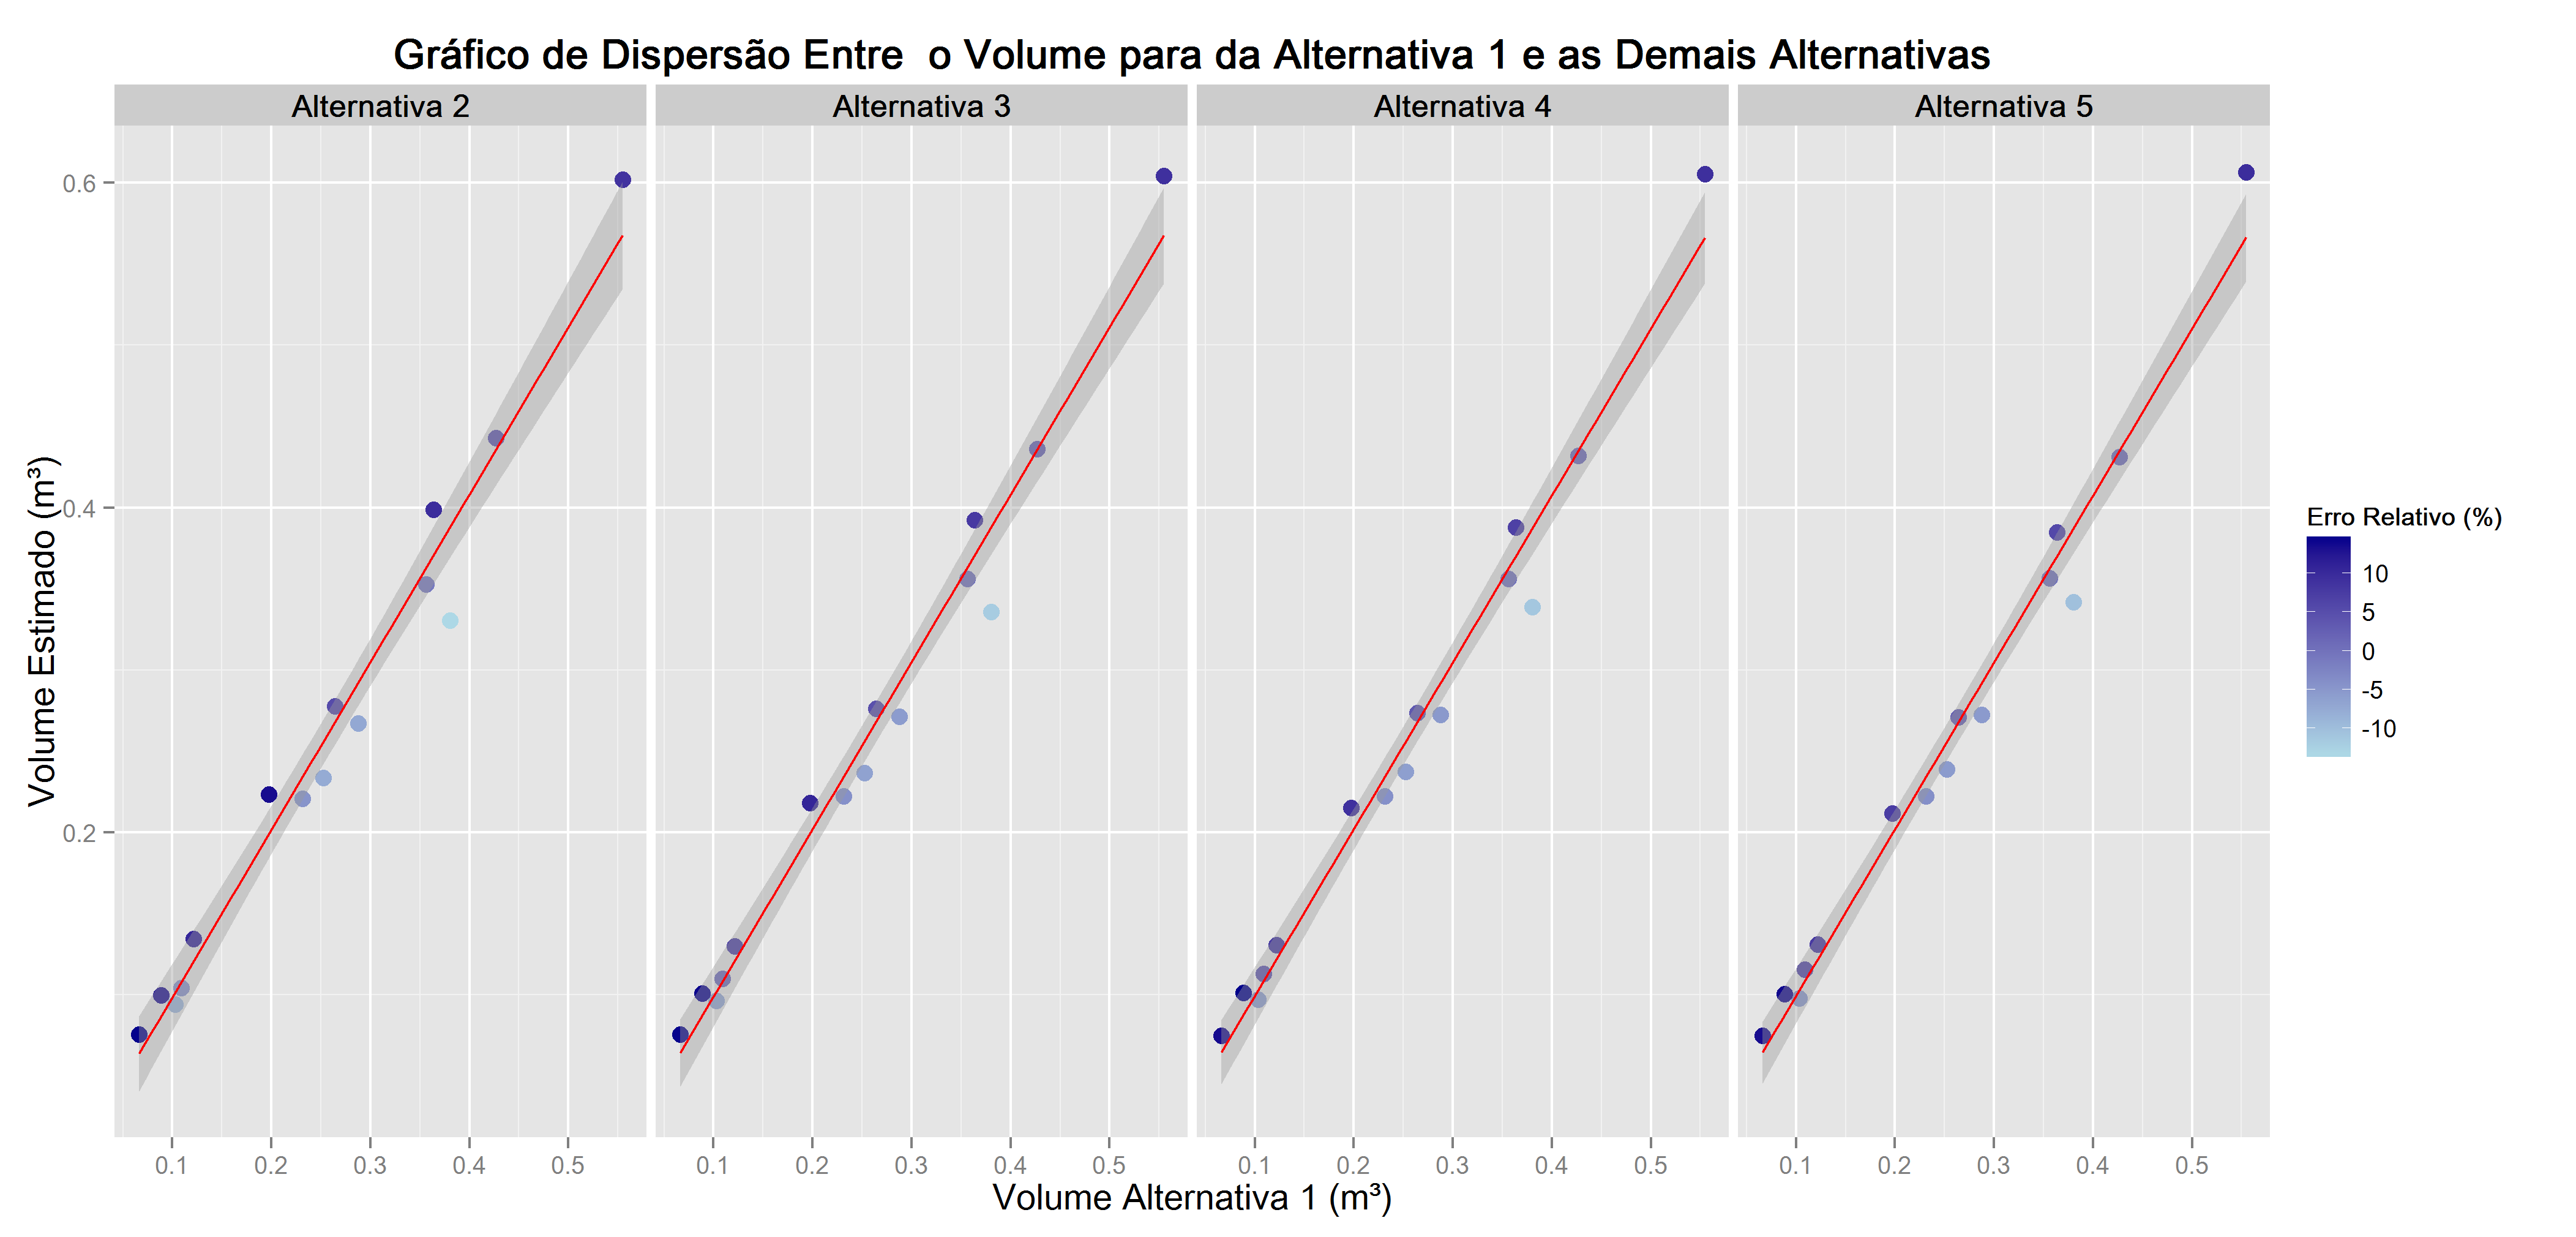 Gráfico de Dispersão Entre  o Volume para da Alternativa 1 e as Demais Alternativas
Alternativa 2
Alternativa 3
Alternativa 4
Alternativa 5
Volume Estimado (m³)
0.6
0.4
0.2
0.1 0.2 0.3 0.4 0.5
0.1 0.2 0.3 0.4 0.5
0.1 0.2 0.3 0.4 0.5
0.1 0.2 0.3 0.4 0.5
Volume Alternativa 1 (m³)
Erro Relativo (%)
10
5
0
-5
-10